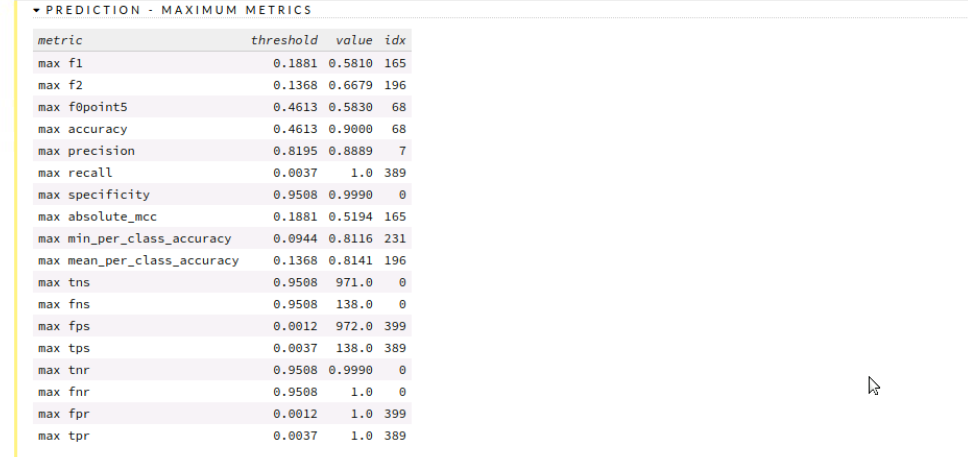 PREDICTION - MAXIMUM METRICS
metric threshold value idx
max f1 0.1881 0.5810 165
max f2 0.1368 0.6679 196
max f0point5 0.4613 0.5830 68
max accuracy 0.4613 0.9000 68
max precision 0.8195 0.8889 7
max recall 0.0037 1.0 389
max specificity 0.9508 0.9990 0
max absolute_mcc 0.1881 0.5194 165
max min_per_class_accuracy 0.0944 0.8116 231
max mean_per_class_accuracy 0.1368 0.8141 196
max tns 0.9508 971.0 0
max fns 0.9508 138.0 0
max fps 0.0012 972.0 399
max tps 0.0037 138.0 389
max tnr 0.9508 0.9990 0
max fnr 0.9508 1.0 0
max fpr 0.0012 1.0 399
max tpr 0.0037 1.0 389